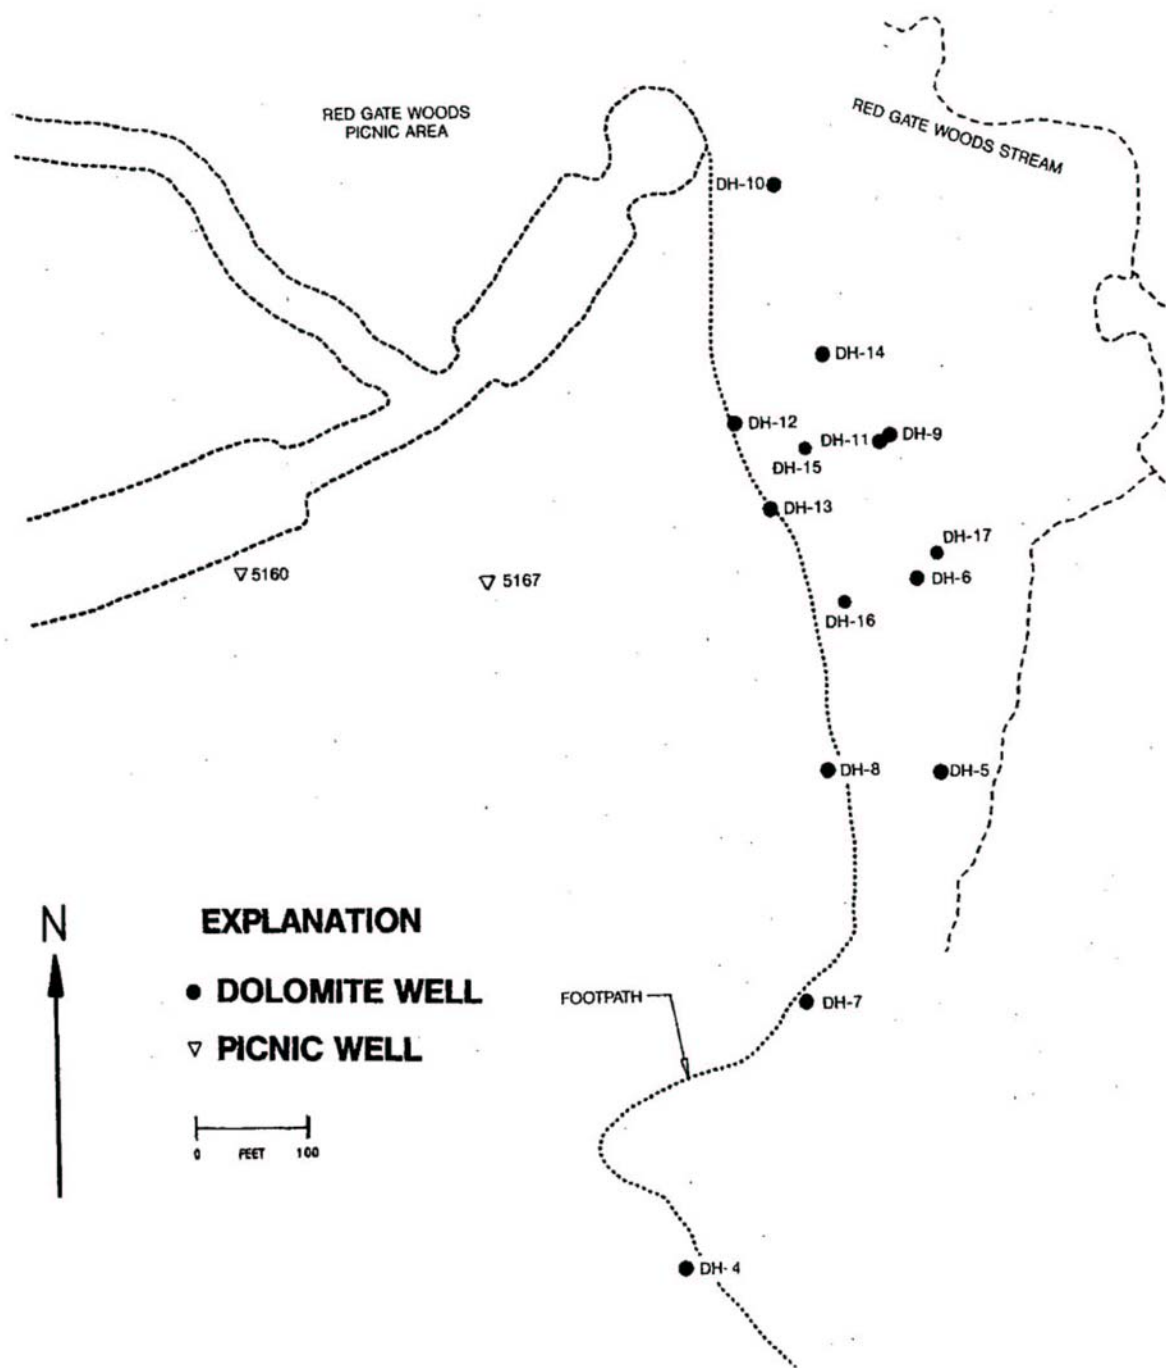 RED GATE WOODS
PICNIC AREA
RED GATE WOODS STREAM
DH-10
DH-14
DH-12
DH-11
DH-9
DH-15
DH-13
DH-17
5160
5167
DH-6
DH-16
DH-8
DH-5
N
EXPLANATION
DOLOMITE WELL
FOOTPATH
DH-7
PICNIC WELL
0 FEET 100
DH-4